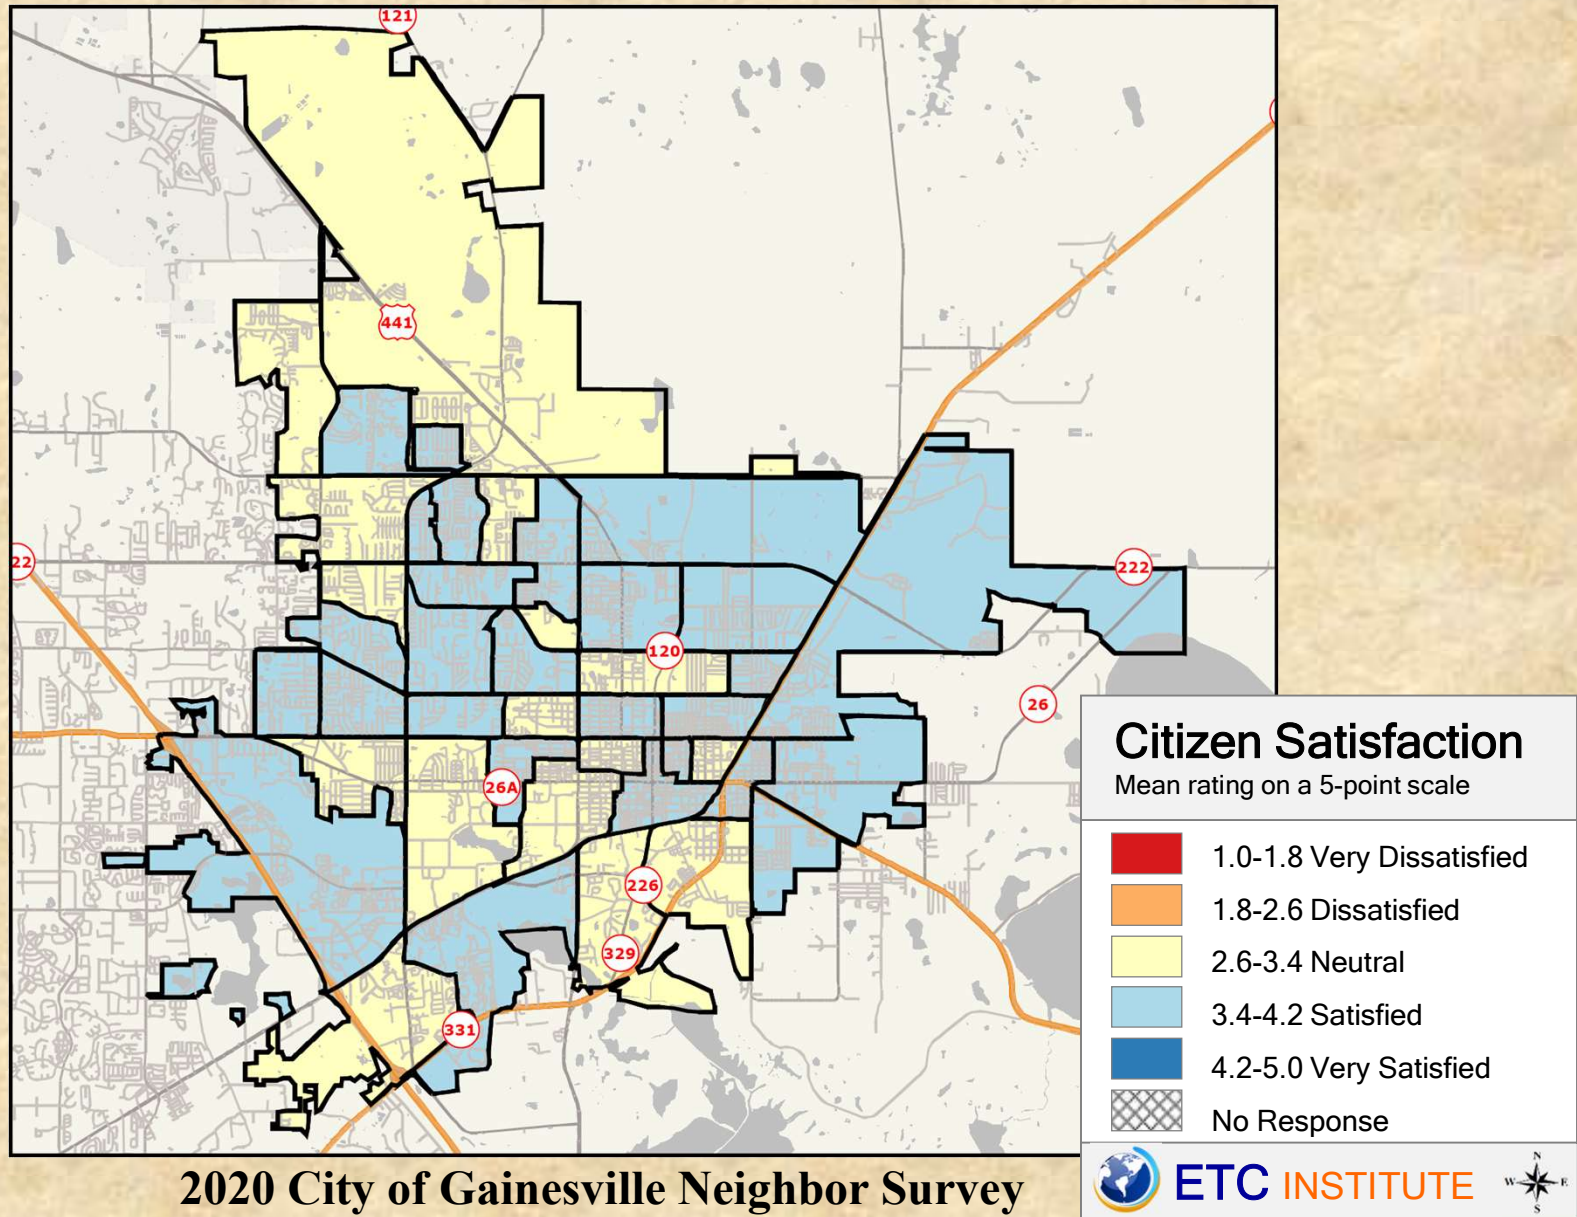 121
441
22
222
120
26
26A
226
329
331
Citizen Satisfaction
Mean rating on a 5-point scale
1.0-1.8 Very Dissatisfied
1.8-2.6 Dissatisfied
2.6-3.4 Neutral
3.4-4.2 Satisfied
4.2-5.0 Very Satisfied
No Response
2020 City of Gainesville Neighbor Survey
ETC INSTITUTE
N
W E
S